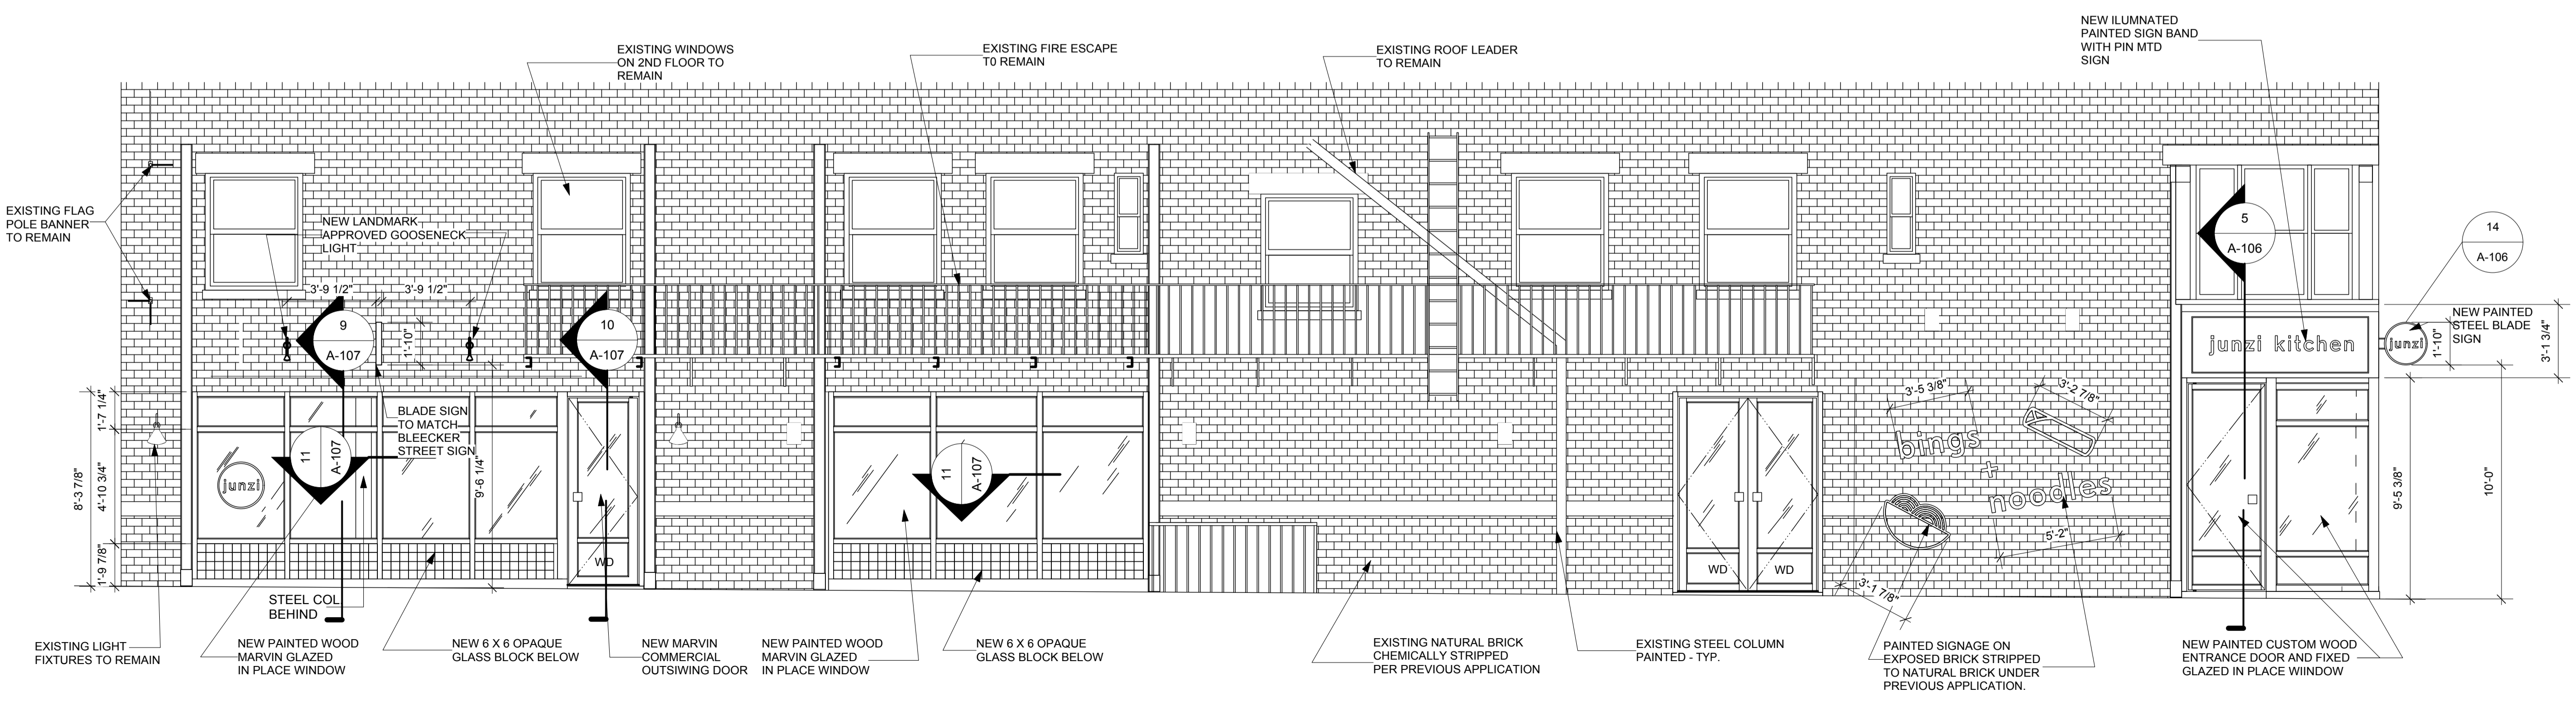 NEW ILUMNATED
PAINTED SIGN BAND
WITH PIN MTD
SIGN
EXISTING WINDOWS
ON 2ND FLOOR TO
REMAIN
EXISTING FIRE ESCAPE
T0 REMAIN
EXISTING ROOF LEADER
TO REMAIN
EXISTING FLAG
POLE BANNER
TO REMAIN
NEW LANDMARK
APPROVED GOOSENECK
LIGHT
3'-9 1/2"
3'-9 1/2"
1'-10"
9
A-107
10
A-107
5
A-106
14
A-106
NEW PAINTED
STEEL BLADE
SIGN
junzi kitchen
junzi
1'-10"
3'-1 3/4"
BLADE SIGN
TO MATCH
BLEECKER
STREET SIGN
9'-6 1/4"
1'-7 1/4"
4'-10 3/4"
8'-3 7/8"
1'-9 7/8"
junzi
11
A-107
11
A-107
WD
WD
WD
3'-5 3/8"
3'-2 7/8"
bings
+
noodles
5'-2"
3'-1 7/8"
9'-5 3/8"
10'-0"
STEEL COL
BEHIND
EXISTING LIGHT
FIXTURES TO REMAIN
NEW PAINTED WOOD
MARVIN GLAZED
IN PLACE WINDOW
NEW 6 X 6 OPAQUE
GLASS BLOCK BELOW
NEW MARVIN
COMMERCIAL
OUTSIWING DOOR
NEW PAINTED WOOD
MARVIN GLAZED
IN PLACE WINDOW
NEW 6 X 6 OPAQUE
GLASS BLOCK BELOW
EXISTING NATURAL BRICK
CHEMICALLY STRIPPED
PER PREVIOUS APPLICATION
EXISTING STEEL COLUMN
PAINTED - TYP.
PAINTED SIGNAGE ON
EXPOSED BRICK STRIPPED
TO NATURAL BRICK UNDER
PREVIOUS APPLICATION.
NEW PAINTED CUSTOM WOOD
ENTRANCE DOOR AND FIXED
GLAZED IN PLACE WIINDOW